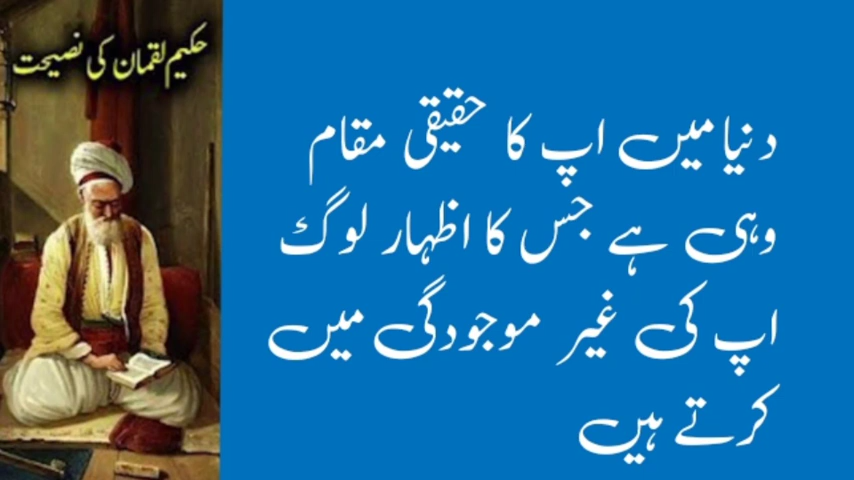 حکیم لقمان کی نصیحت
دنیا میں اپ کا حقیقی مقام
وہی ہے جس کا اظہار لوگ
اپ کی غیر موجودگی میں
کرتے ہیں